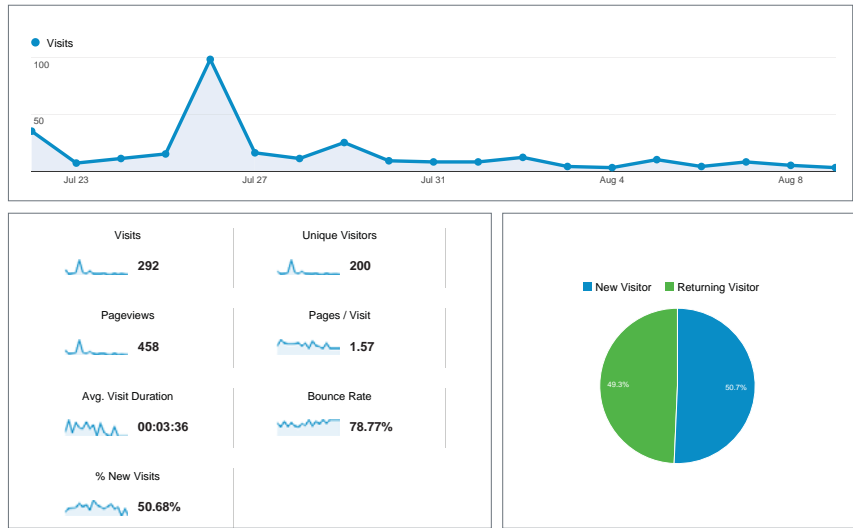 Visits
100
50
Jul 23 Jul 27 Jul 31 Aug 4 Aug 8
Visits Unique Visitors
292 200
Pageviews Pages / Visit
458 1.57
Avg. Visit Duration Bounce Rate
00:03:36 78.77%
% New Visits
50.68%
New Visitor Returning Visitor
49.3% 50.7%